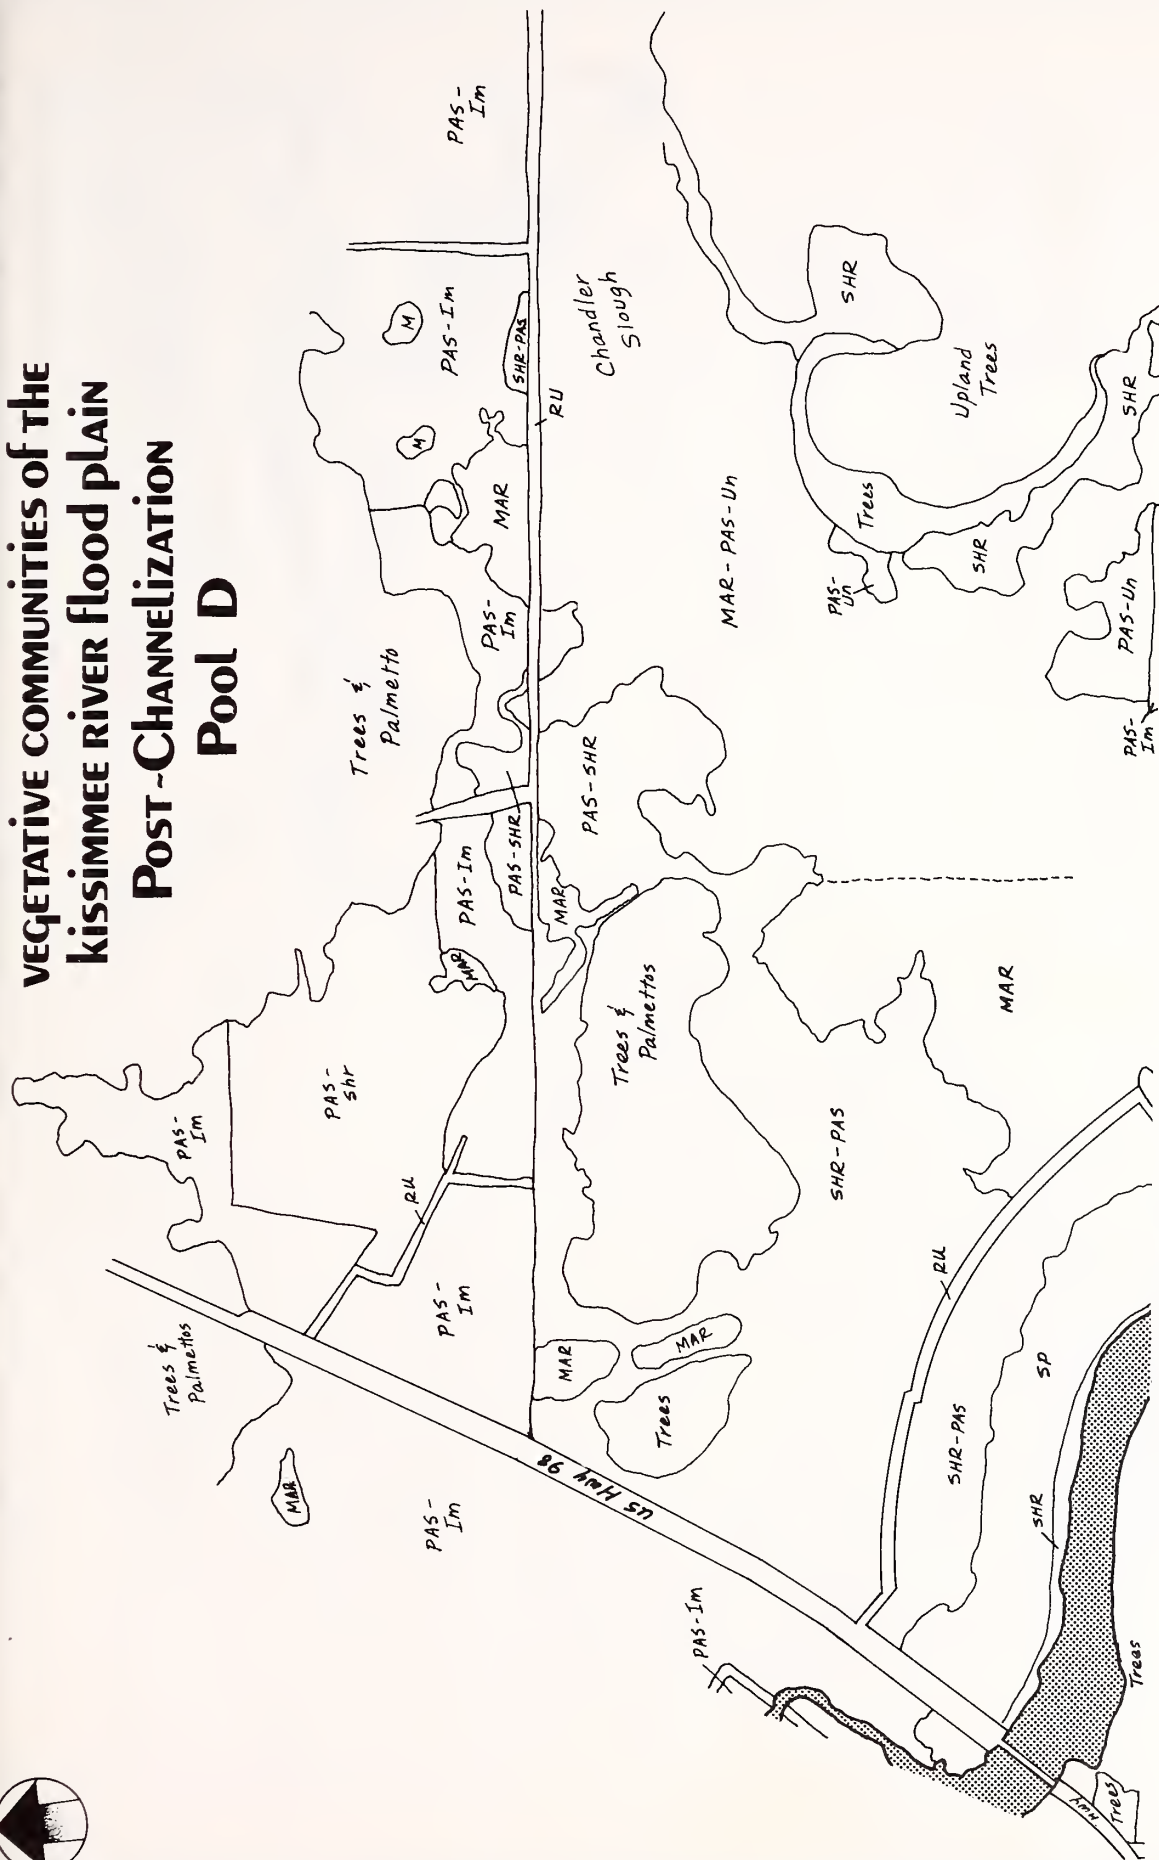 VEGETATIVE COMMUNITIES of THE
KISSIMMEE RIVER flood plAIN
POST-CHANNELIZATION
Pool D
PAS-
Im
PAS-Im
M
M
SHR-PAS
RU
Chandler
Slough
SHR
Upland
Trees
SHR
MAR
PAS-
Im
Trees &
Palmetto
MAR-PAS-Un
Trees
PAS-
Un
SHR
PAS-Un
PAS-
Im
PAS-SHR
PAS-SHR
PAS-Im
MAR
MAR
Trees &
Palmettos
MAR
PAS-
Shr
PAS-
Im
RU
SHR-PAS
RU
PAS-
Im
Trees &
Palmettos
MAR
MAR
Trees
MAR
PAS-
Im
US Hwy 98
SHR-PAS
SP
SHR
PAS-Im
Trees
Hwy
Trees